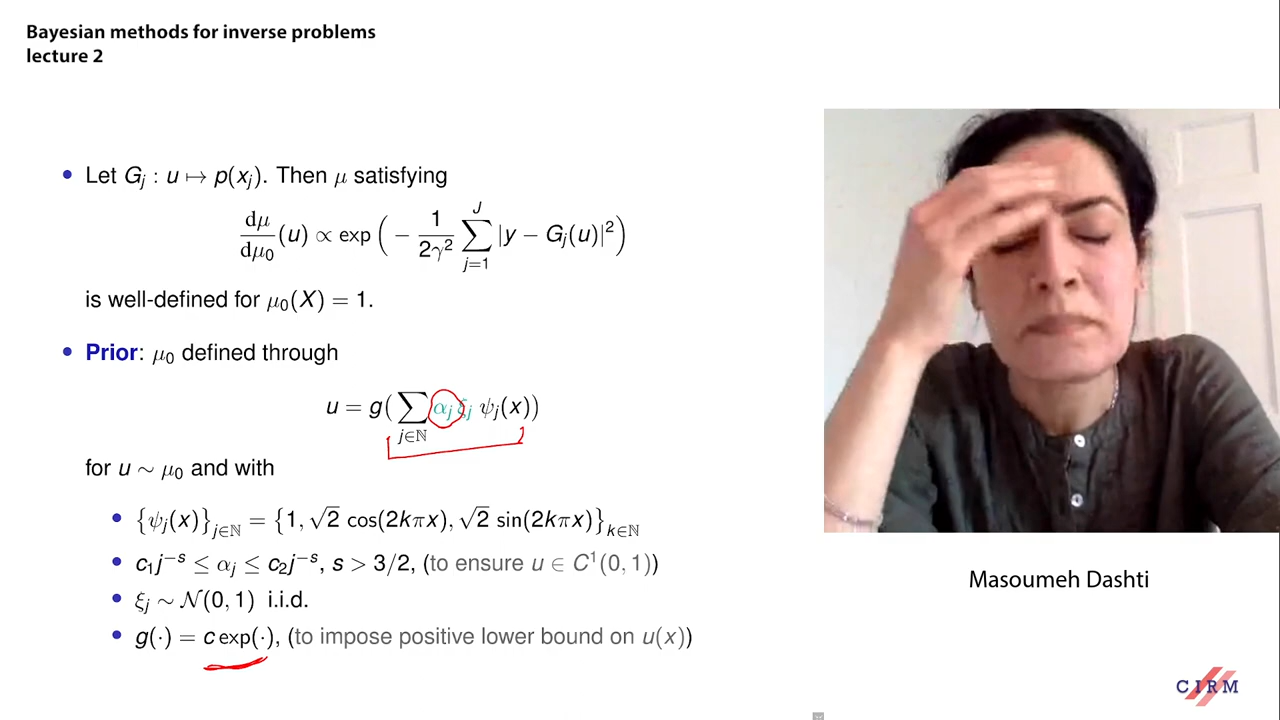 Bayesian methods for inverse problems
lecture 2
• Let G_j : u ↦ p(x_j). Then μ satisfying
dμ/dμ_0 (u) ∝ exp ( − 1/(2γ^2) ∑_{j=1}^{J} |y − G_j(u)|^2 )
is well-defined for μ_0(X) = 1.
• Prior: μ_0 defined through
u = g( ∑_{j∈ℕ} α_j ξ_j ψ_j(x) )
for u ∼ μ_0 and with
• {ψ_j(x)}_{j∈ℕ} = {1, √2 cos(2kπx), √2 sin(2kπx)}_{k∈ℕ}
• c_1 j^{−s} ≤ α_j ≤ c_2 j^{−s}, s > 3/2, (to ensure u ∈ C^1(0, 1))
• ξ_j ∼ 𝒩(0, 1) i.i.d.
• g(·) = c exp(·), (to impose positive lower bound on u(x))
Masoumeh Dashti
CIRM